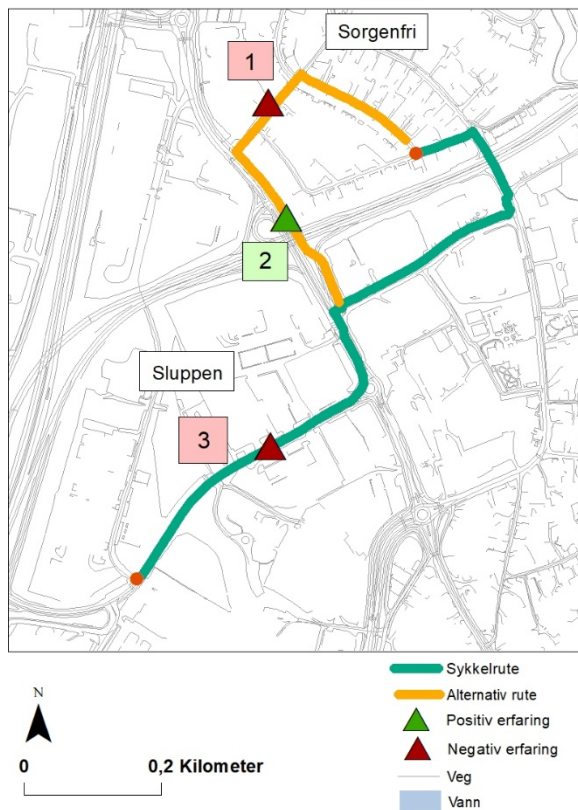 Sorgenfri
1
2
Sluppen
3
Sykkelrute
Alternativ rute
Positiv erfaring
Negativ erfaring
Veg
Vann
N
0 0,2 Kilometer